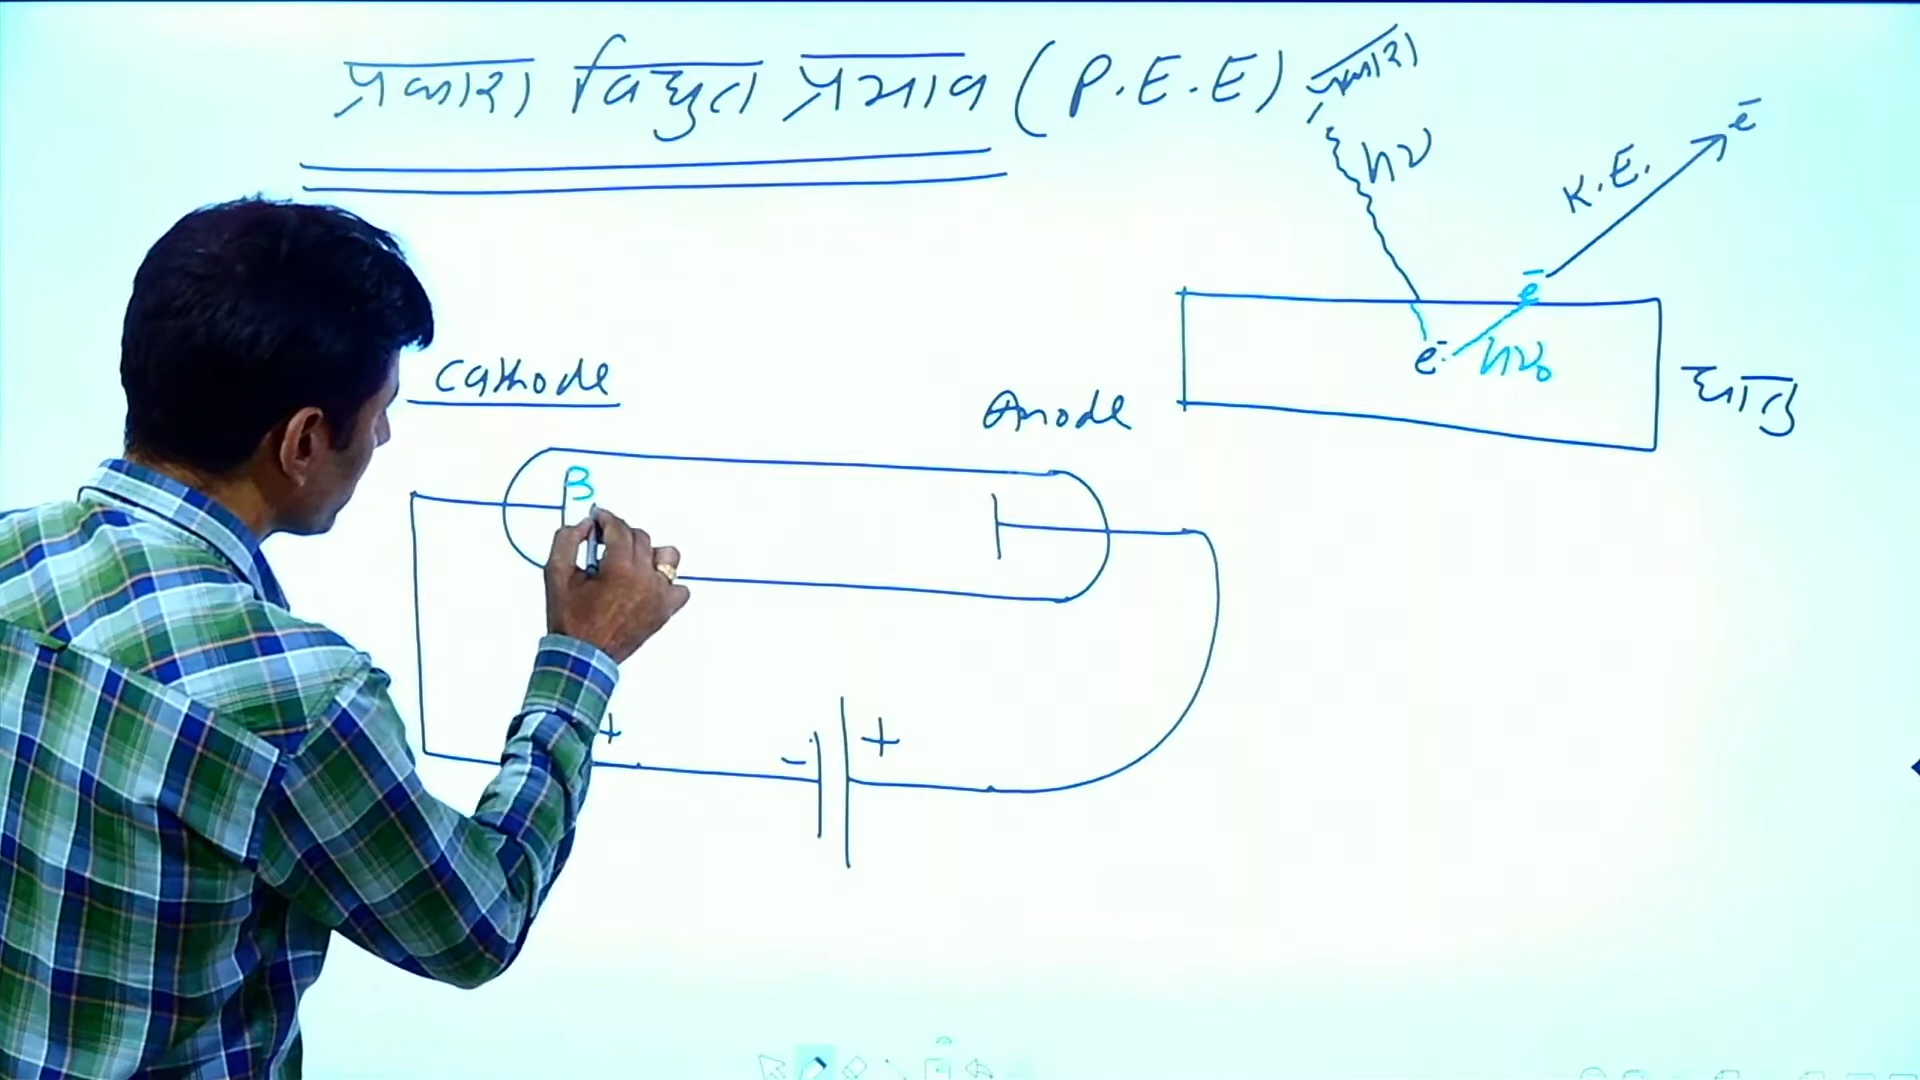 प्रकाश विद्युत प्रभाव (P.E.E)
प्रकाश
hν
K.E.
e⁻
e⁻
e⁻
hν₀
धातु
Cathode
Anode
B
+
-
+